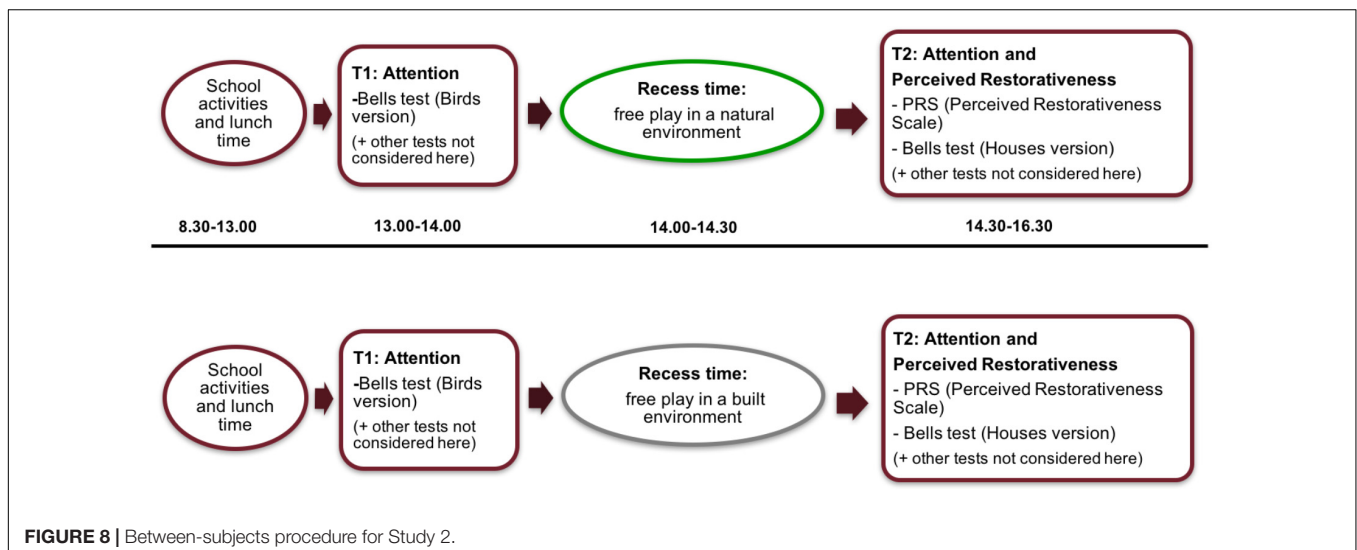 School
activities
and lunch
time
T1: Attention
-Bells test (Birds
version)
(+ other tests not
considered here)
Recess time:
free play in a natural
environment
T2: Attention and
Perceived Restorativeness
- PRS (Perceived Restorativeness
Scale)
- Bells test (Houses version)
(+ other tests not considered here)
8.30-13.00
13.00-14.00
14.00-14.30
14.30-16.30
School
activities
and lunch
time
T1: Attention
-Bells test (Birds
version)
(+ other tests not
considered here)
Recess time:
free play in a built
environment
T2: Attention and
Perceived Restorativeness
- PRS (Perceived Restorativeness
Scale)
- Bells test (Houses version)
(+ other tests not considered here)
FIGURE 8 | Between-subjects procedure for Study 2.